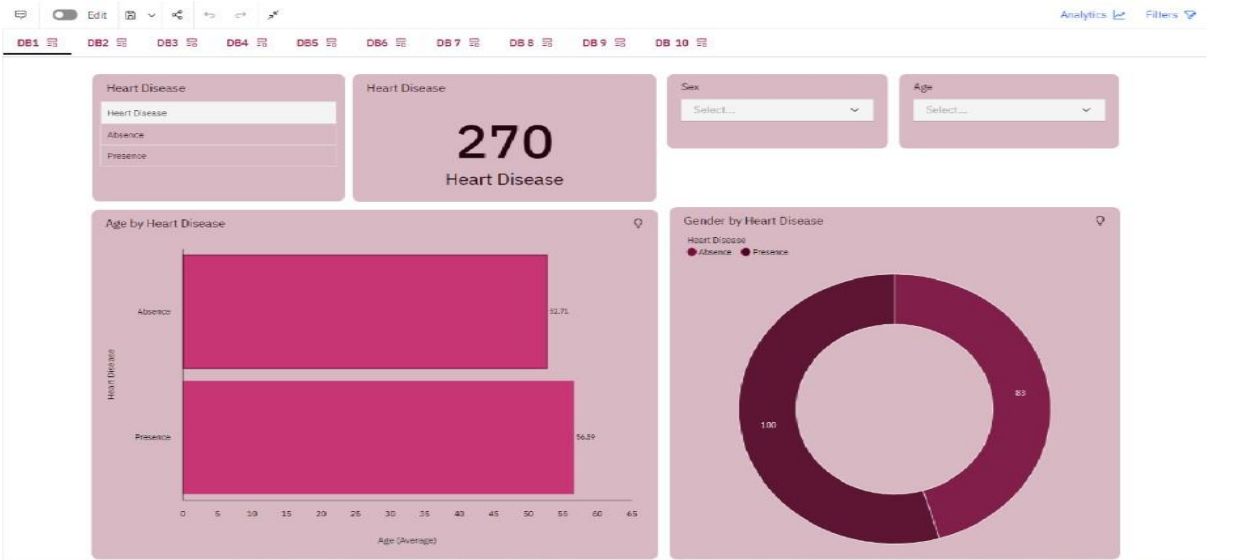 Edit
Analytics
Filters
DB1
DB2
DB3
DB4
DB5
DB6
DB 7
DB 8
DB 9
DB 10
Heart Disease
Heart Disease
Absence
Presence
Heart Disease
270
Heart Disease
Sex
Select...
Age
Select...
Age by Heart Disease
Heart Disease
Absence
52.71
Presence
56.59
0 5 10 15 20 25 30 35 40 45 50 55 60 65
Age (Average)
Gender by Heart Disease
Heart Disease
Absence Presence
83
100